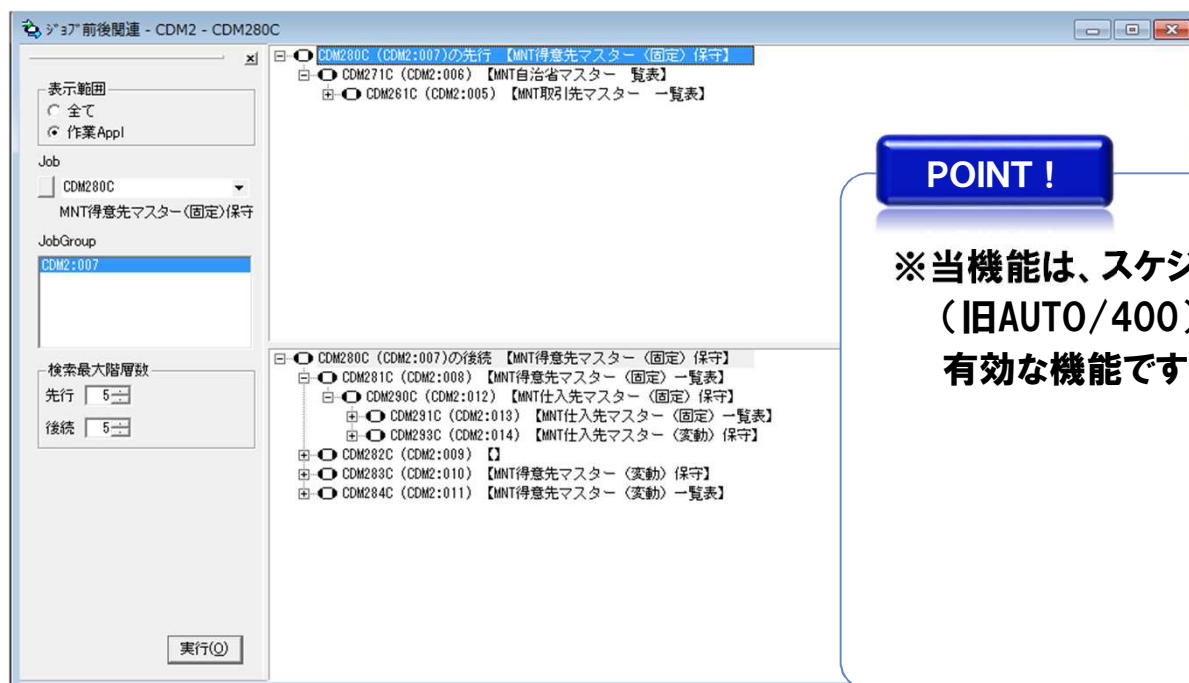 ｼﾞｮﾌﾞ前後関連 - CDM2 - CDM280C
表示範囲
全て
作業Appl
Job
CDM280C
MNT得意先マスター（固定）保守
JobGroup
CDM2:007
検索最大階層数
先行 5
後続 5
実行(O)
CDM280C (CDM2:007)の先行 【MNT得意先マスター（固定）保守】
CDM271C (CDM2:006) 【MNT自治省マスター 覧表】
CDM261C (CDM2:005) 【MNT取引先マスター 一覧表】
CDM280C (CDM2:007)の後続 【MNT得意先マスター（固定）保守】
CDM281C (CDM2:008) 【MNT得意先マスター（固定）一覧表】
CDM290C (CDM2:012) 【MNT仕入先マスター（固定）保守】
CDM291C (CDM2:013) 【MNT仕入先マスター（固定）一覧表】
CDM293C (CDM2:014) 【MNT仕入先マスター（変動）保守】
CDM282C (CDM2:009) 【】
CDM283C (CDM2:010) 【MNT得意先マスター（変動）保守】
CDM284C (CDM2:011) 【MNT得意先マスター（変動）一覧表】
POINT！
※当機能は、スケジ
（旧AUTO/400）
有効な機能です